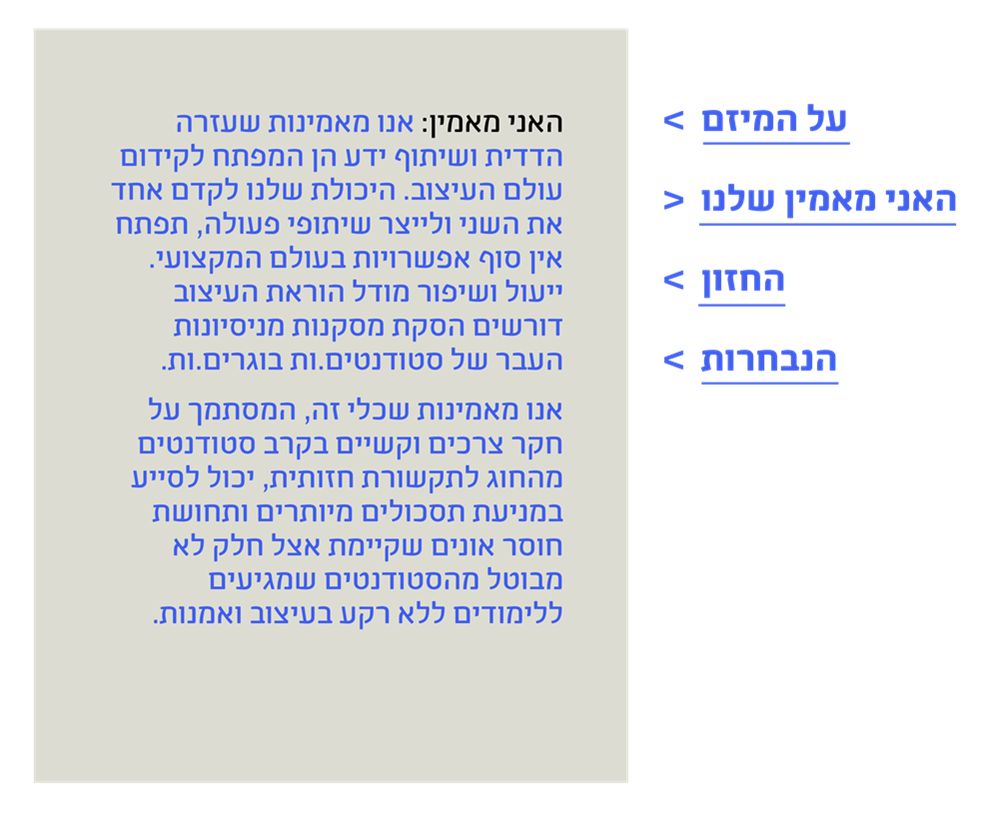 על המיזם >
האני מאמין שלנו <
החזון >
הנבחרות >
האני מאמין: אנו מאמינות שעזרה
הדדית ושיתוף ידע הן המפתח לקידום
עולם העיצוב. היכולת שלנו לקדם אחד
את השני ולייצר שיתופי פעולה, תפתח
אין סוף אפשרויות בעולם המקצועי.
ייעול ושיפור מודל הוראת העיצוב
דורשים הסקת מסקנות מניסיונות
העבר של סטודנטים.ות בוגרים.ות.
אנו מאמינות שכלי זה, המסתמך על
חקר צרכים וקשיים בקרב סטודנטים
מהחוג לתקשורת חזותית, יכול לסייע
במניעת תסכולים מיותרים ותחושת
חוסר אונים שקיימת אצל חלק לא
מבוטל מהסטודנטים שמגיעים
ללימודים ללא רקע בעיצוב ואמנות.